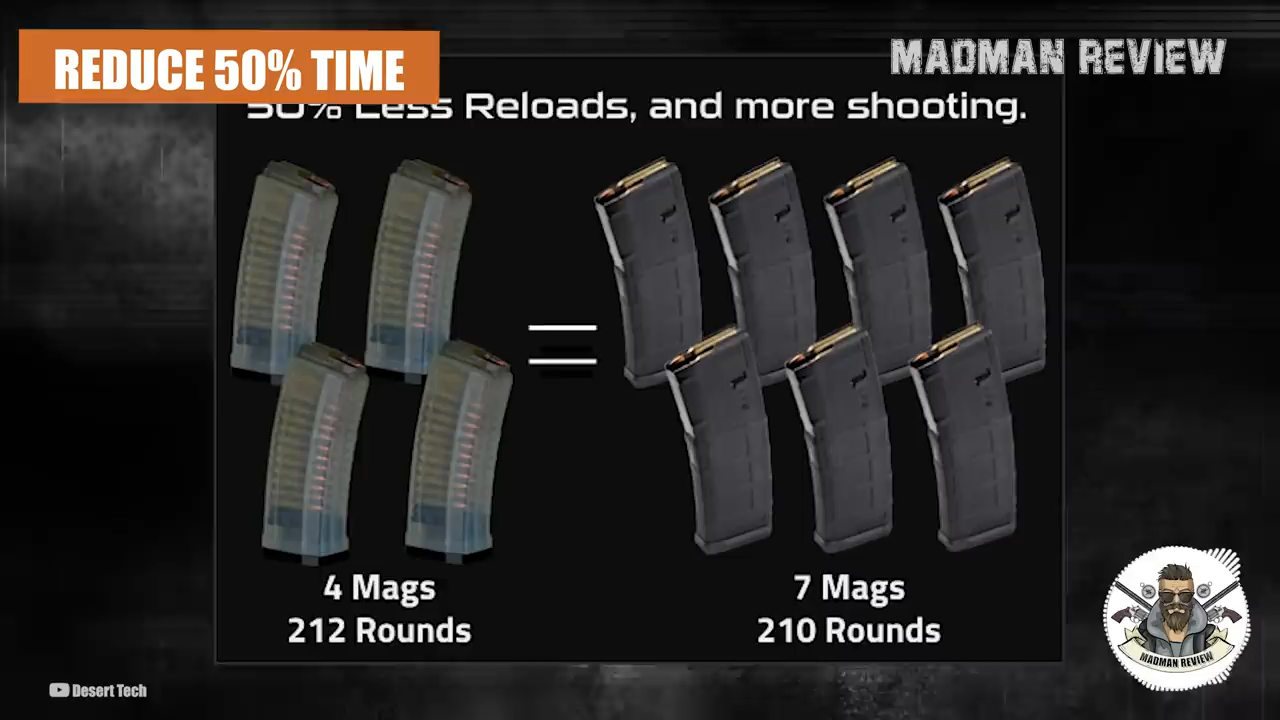 REDUCE 50% TIME
MADMAN REVIEW
50% Less Reloads, and more shooting.
4 Mags
212 Rounds
7 Mags
210 Rounds
MADMAN REVIEW
Desert Tech